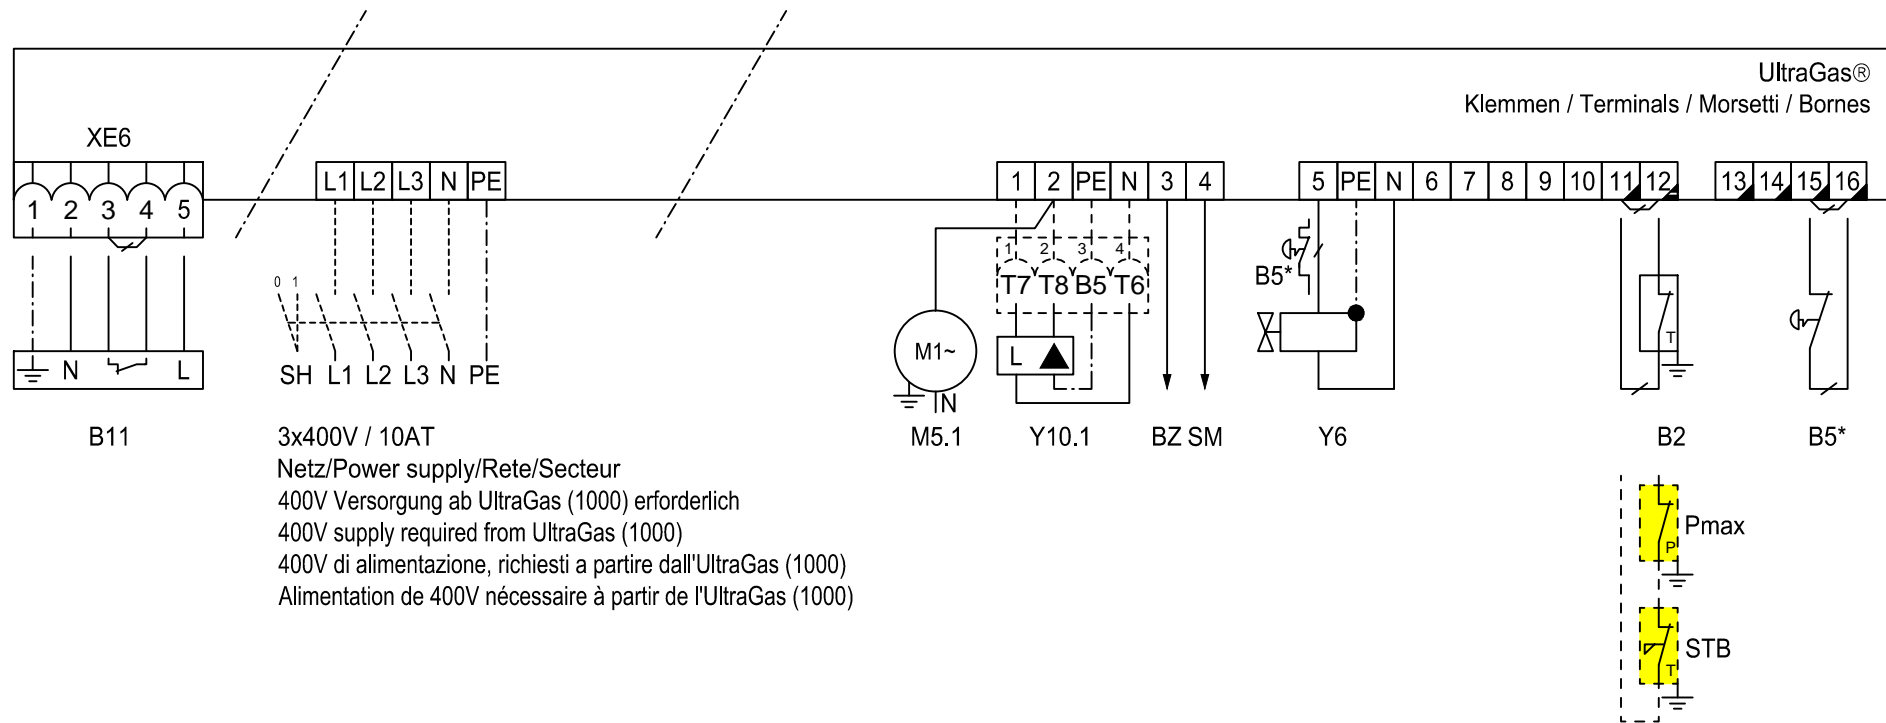 UltraGas®
Klemmen / Terminals / Morsetti / Bornes
XE6
L1 L2 L3 N PE
1 2 PE N 3 4
5 PE N 6 7 8 9 10 11 12
13 14 15 16
1 2 3 4 5
1 2 3 4
T7 T8 B5 T6
B5*
0 1
M1~
L
T
N L
SH L1 L2 L3 N PE
N
B11
3x400V / 10AT
M5.1
Y10.1
BZ SM
Y6
B2
B5*
Netz/Power supply/Rete/Secteur
400V Versorgung ab UltraGas (1000) erforderlich
400V supply required from UltraGas (1000)
400V di alimentazione, richiesti a partire dall'UltraGas (1000)
Alimentation de 400V nécessaire à partir de l'UltraGas (1000)
Pmax
P
STB
T